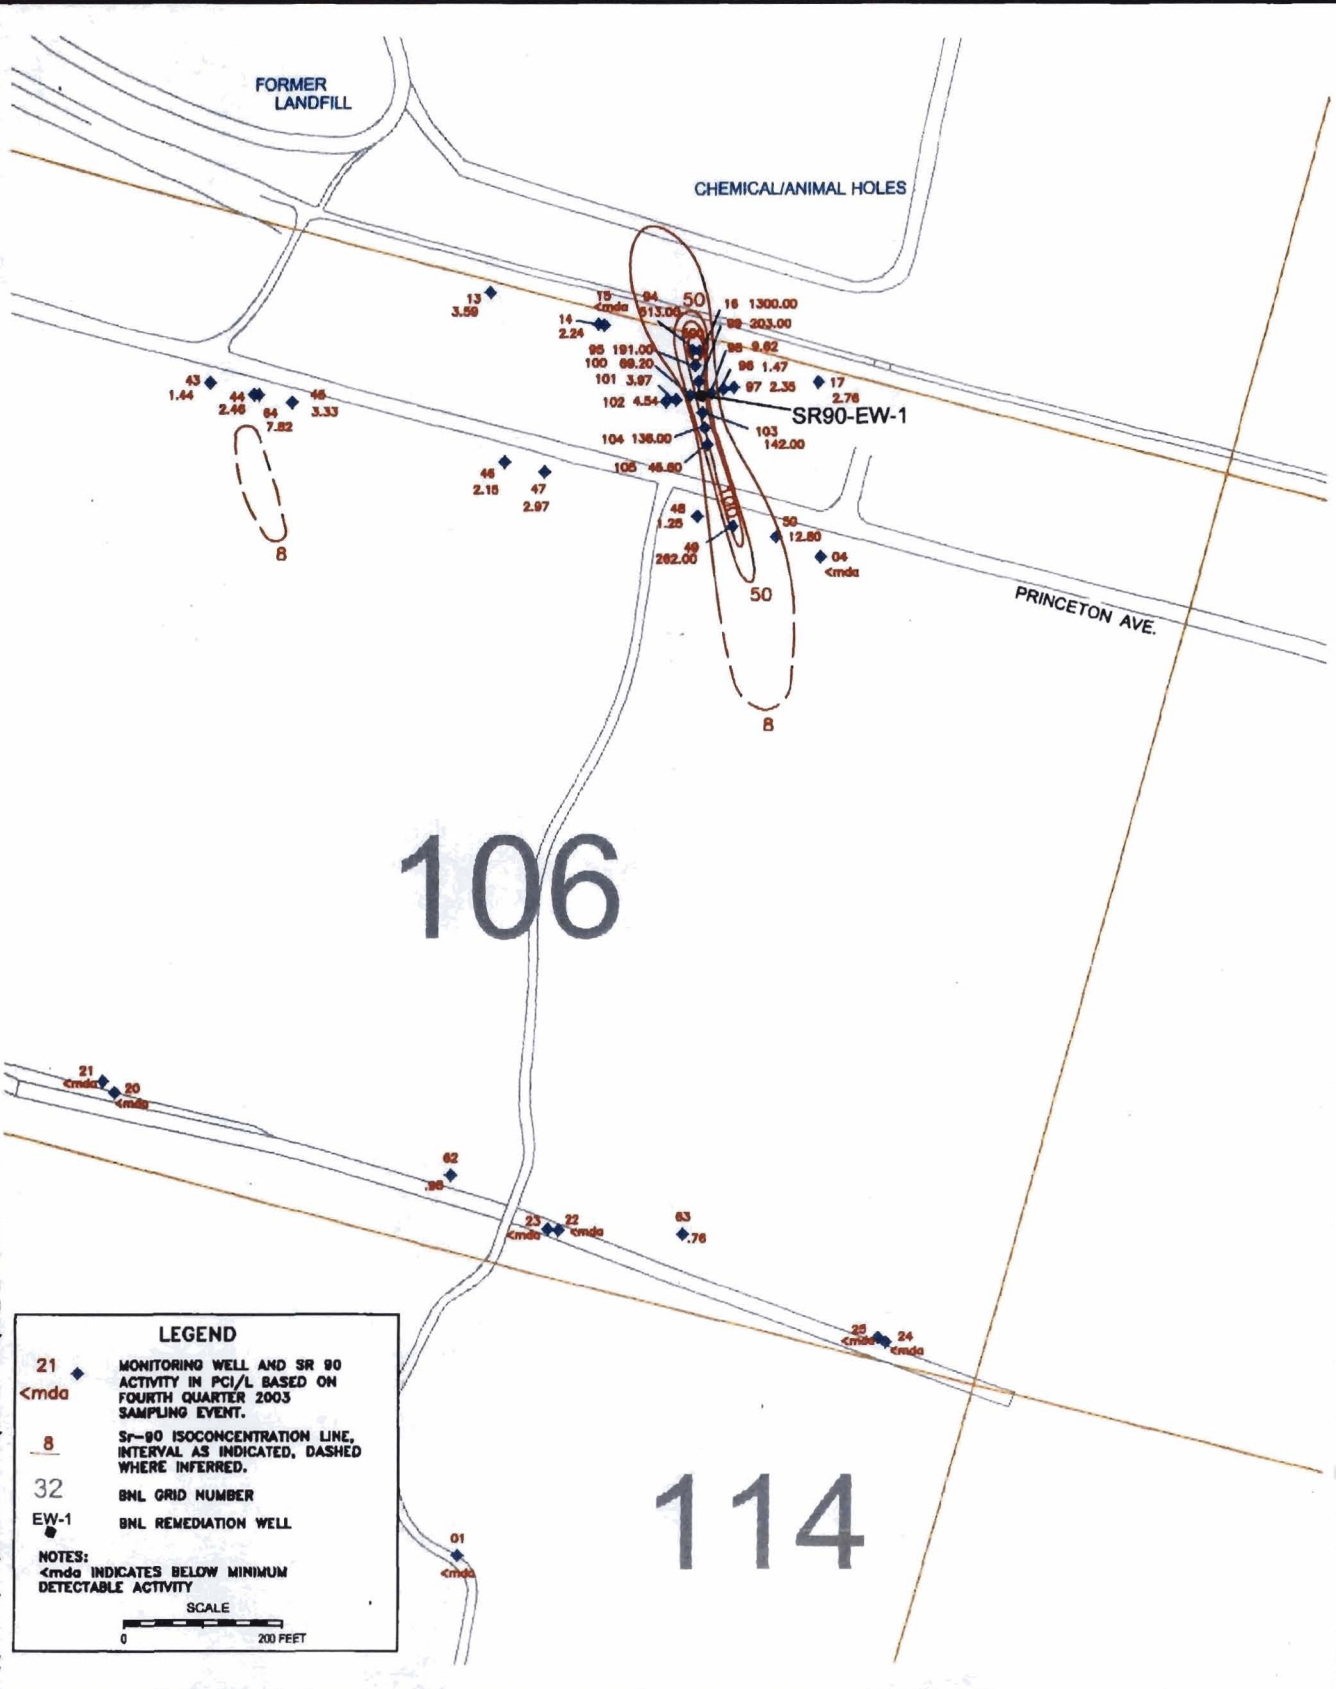 FORMER
LANDFILL
CHEMICAL/ANIMAL HOLES
13
3.59
15
<mda
14
2.24
94
513.00
50
16 1300.00
99 203.00
95 191.00
98 9.62
100 69.20
96 1.47
101 3.97
97 2.35
102 4.54
17
2.76
SR90-EW-1
103
142.00
104 136.00
105
43
1.44
44
2.46
64
7.82
45
3.33
8
46
2.15
47
2.97
48
1.25
100
49
262.00
50
12.80
04
<mda
50
8
PRINCETON AVE.
106
21
<mda
20
<mda
62
23
<mda
22
<mda
63
.76
25
<mda
24
<mda
114
01
<mda
LEGEND
21
<mda
MONITORING WELL AND SR 90
ACTIVITY IN PCI/L BASED ON
FOURTH QUARTER 2003
SAMPLING EVENT.
8
Sr-90 ISOCONCENTRATION LINE,
INTERVAL AS INDICATED, DASHED
WHERE INFERRED.
32
BNL GRID NUMBER
EW-1
BNL REMEDIATION WELL
NOTES:
<mda INDICATES BELOW MINIMUM
DETECTABLE ACTIVITY
SCALE
0
200 FEET